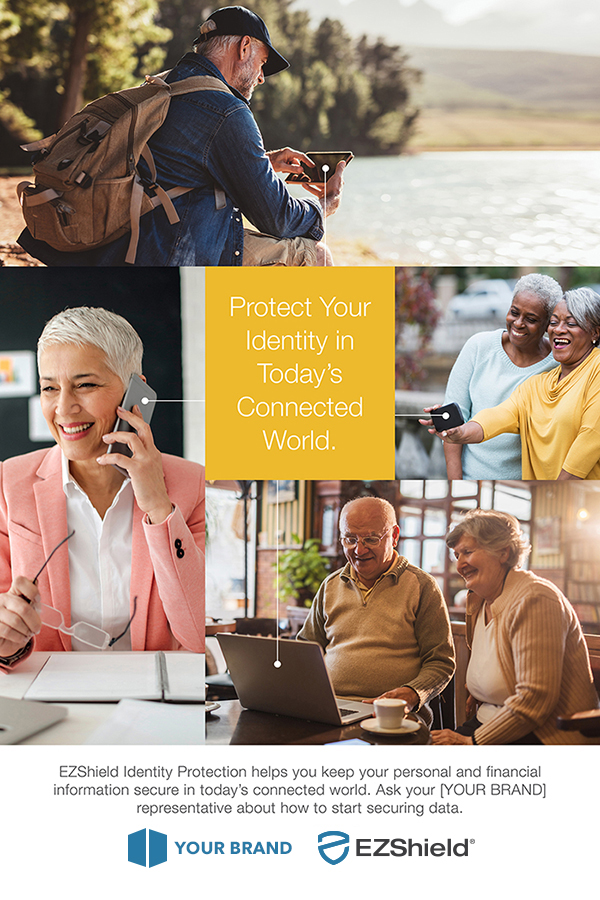 Protect Your
Identity in
Today's
Connected
World.
EZShield Identity Protection helps you keep your personal and financial
information secure in today's connected world. Ask your [YOUR BRAND]
representative about how to start securing data.
YOUR BRAND
EZShield®